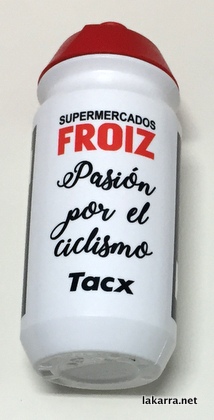 SUPERMERCADOS
FROIZ
Pasión
por el
ciclismo
Tacx
lakarra.net